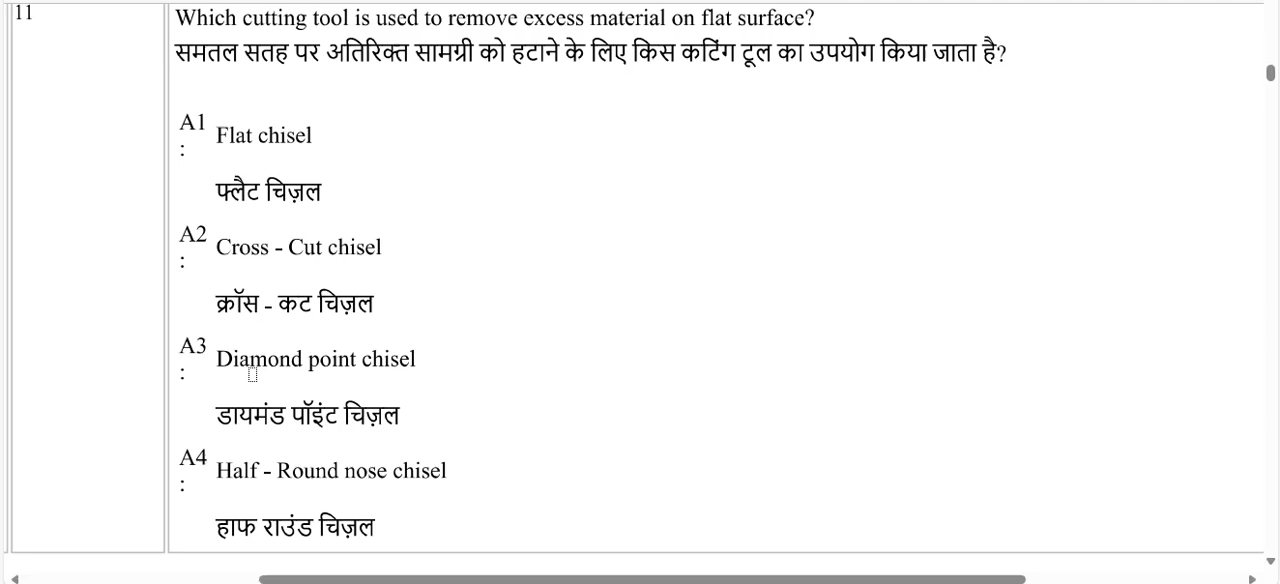 11
Which cutting tool is used to remove excess material on flat surface?
समतल सतह पर अतिरिक्त सामग्री को हटाने के लिए किस कटिंग टूल का उपयोग किया जाता है?
A1
:
Flat chisel
फ्लैट चिज़ल
A2
:
Cross - Cut chisel
क्रॉस - कट चिज़ल
A3
:
Diamond point chisel
डायमंड पॉइंट चिज़ल
A4
:
Half - Round nose chisel
हाफ राउंड चिज़ल